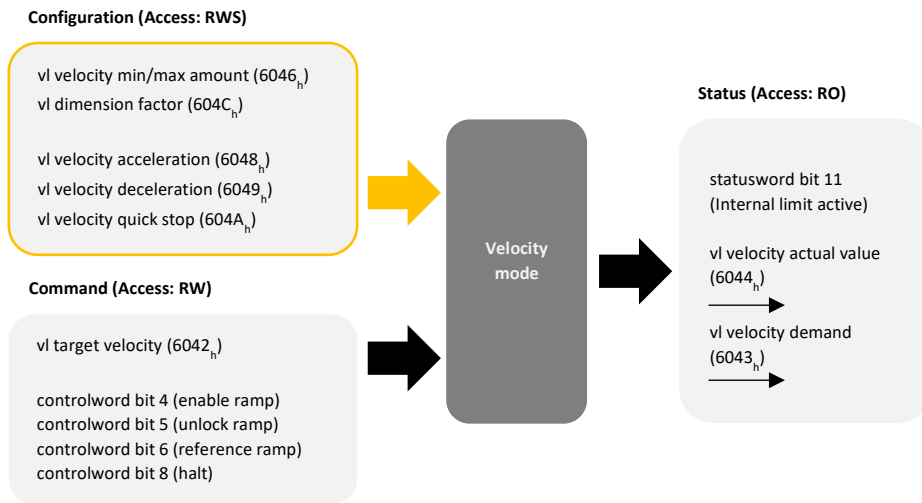 Configuration (Access: RWS)
vl velocity min/max amount (6046h)
vl dimension factor (604Ch)
vl velocity acceleration (6048h)
vl velocity deceleration (6049h)
vl velocity quick stop (604Ah)
Command (Access: RW)
vl target velocity (6042h)
controlword bit 4 (enable ramp)
controlword bit 5 (unlock ramp)
controlword bit 6 (reference ramp)
controlword bit 8 (halt)
Velocity
mode
Status (Access: RO)
statusword bit 11
(Internal limit active)
vl velocity actual value
(6044h)
vl velocity demand
(6043h)